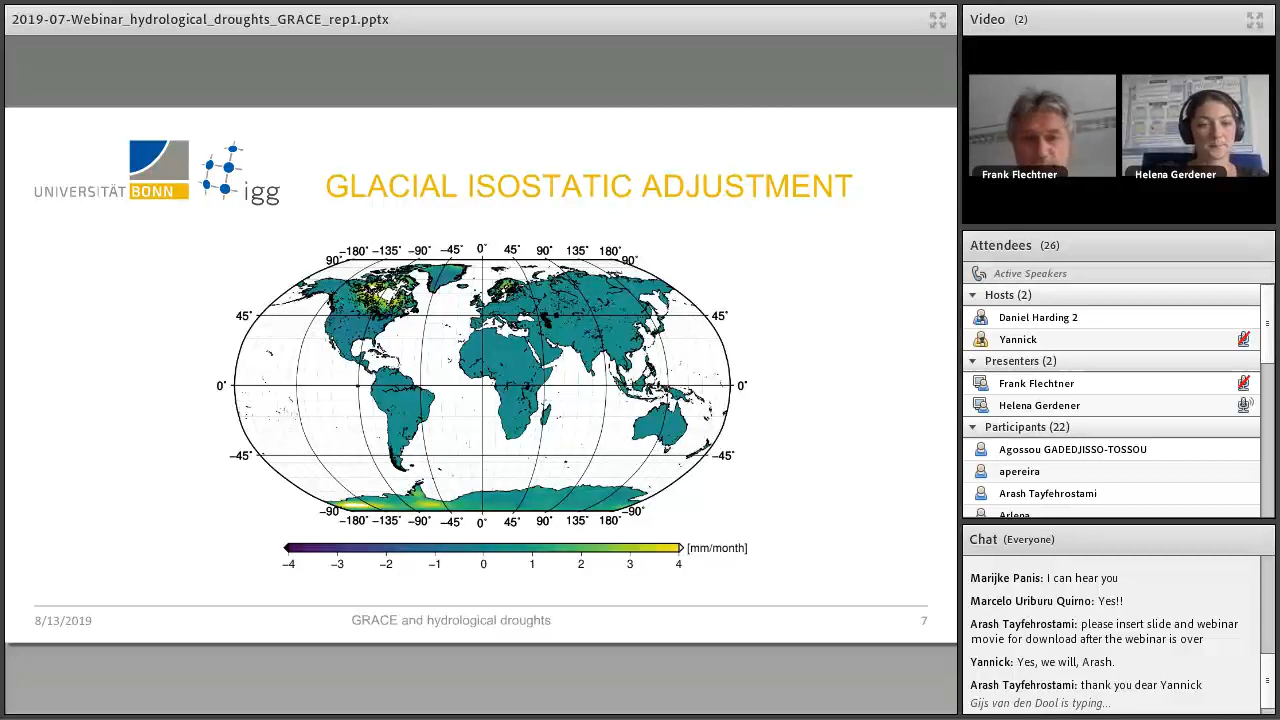 2019-07-Webinar_hydrological_droughts_GRACE_rep1.pptx
UNIVERSITÄT BONN
igg
GLACIAL ISOSTATIC ADJUSTMENT
−180° −135° −90° −45° 0° 45° 90° 135° 180°
90° 90°
45° 45°
0° 0°
−45° −45°
−90° −90°
−180° −135° −90° −45° 0° 45° 90° 135° 180°
[mm/month]
−4 −3 −2 −1 0 1 2 3 4
8/13/2019 GRACE and hydrological droughts 7
Video (2)
Frank Flechtner Helena Gerdener
Attendees (26)
Active Speakers
Hosts (2)
Daniel Harding 2
Yannick
Presenters (2)
Frank Flechtner
Helena Gerdener
Participants (22)
Agossou GADEDJISSO-TOSSOU
apereira
Arash Tayfehrostami
Arlena
Chat (Everyone)
Marijke Panis: I can hear you
Marcelo Uriburu Quirno: Yes!!
Arash Tayfehrostami: please insert slide and webinar
movie for download after the webinar is over
Yannick: Yes, we will, Arash.
Arash Tayfehrostami: thank you dear Yannick
Gijs van den Dool is typing...